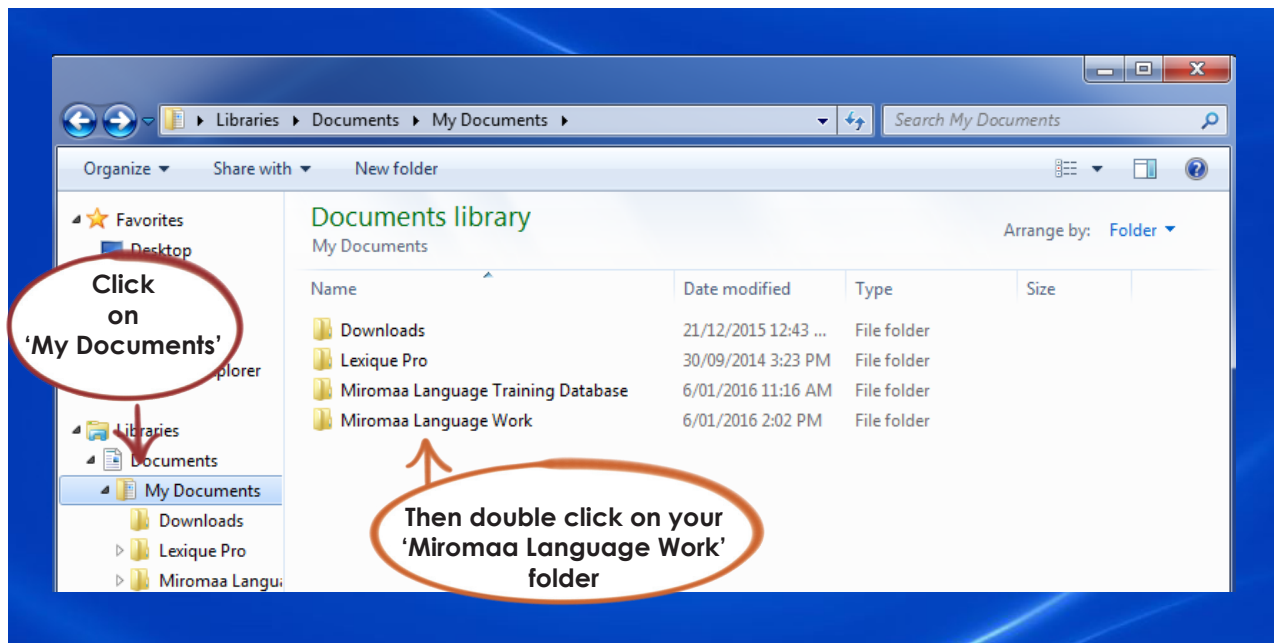 Libraries Documents My Documents
Search My Documents
Organize Share with New folder
Favorites
Desktop
Click
on
‘My Documents’
plorer
Libraries
Documents
My Documents
Downloads
Lexique Pro
Miromaa Langu
Documents library
My Documents
Arrange by: Folder
Name Date modified Type Size
Downloads 21/12/2015 12:43 ... File folder
Lexique Pro 30/09/2014 3:23 PM File folder
Miromaa Language Training Database 6/01/2016 11:16 AM File folder
Miromaa Language Work 6/01/2016 2:02 PM File folder
Then double click on your
‘Miromaa Language Work’
folder